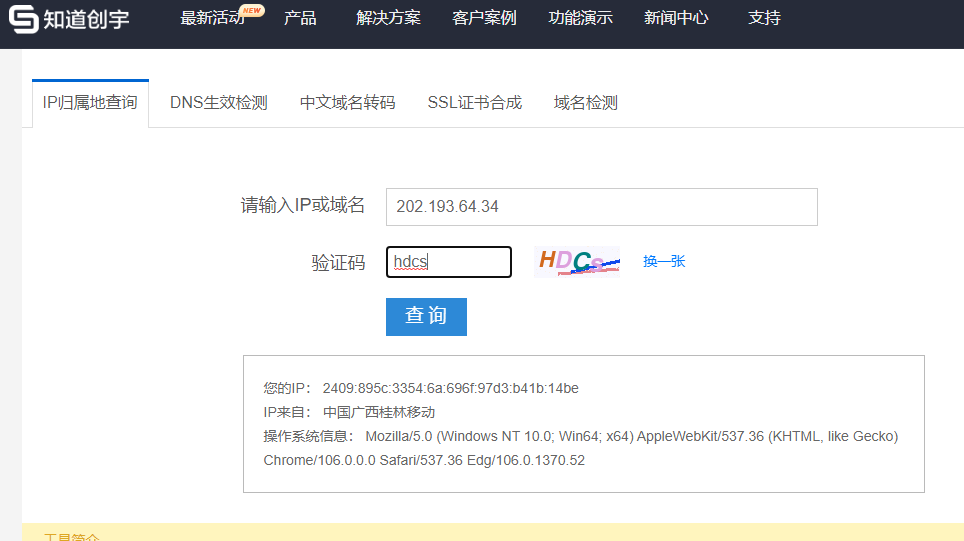 知道创宇 最新活动 NEW 产品 解决方案 客户案例 功能演示 新闻中心 支持
IP归属地查询 DNS生效检测 中文域名转码 SSL证书合成 域名检测
请输入IP或域名 202.193.64.34
验证码 hdcs HDCs 换一张
查询
您的IP： 2409:895c:3354:6a:696f:97d3:b41b:14be
IP来自： 中国广西桂林移动
操作系统信息： Mozilla/5.0 (Windows NT 10.0; Win64; x64) AppleWebKit/537.36 (KHTML, like Gecko)
Chrome/106.0.0.0 Safari/537.36 Edg/106.0.1370.52
工具简介